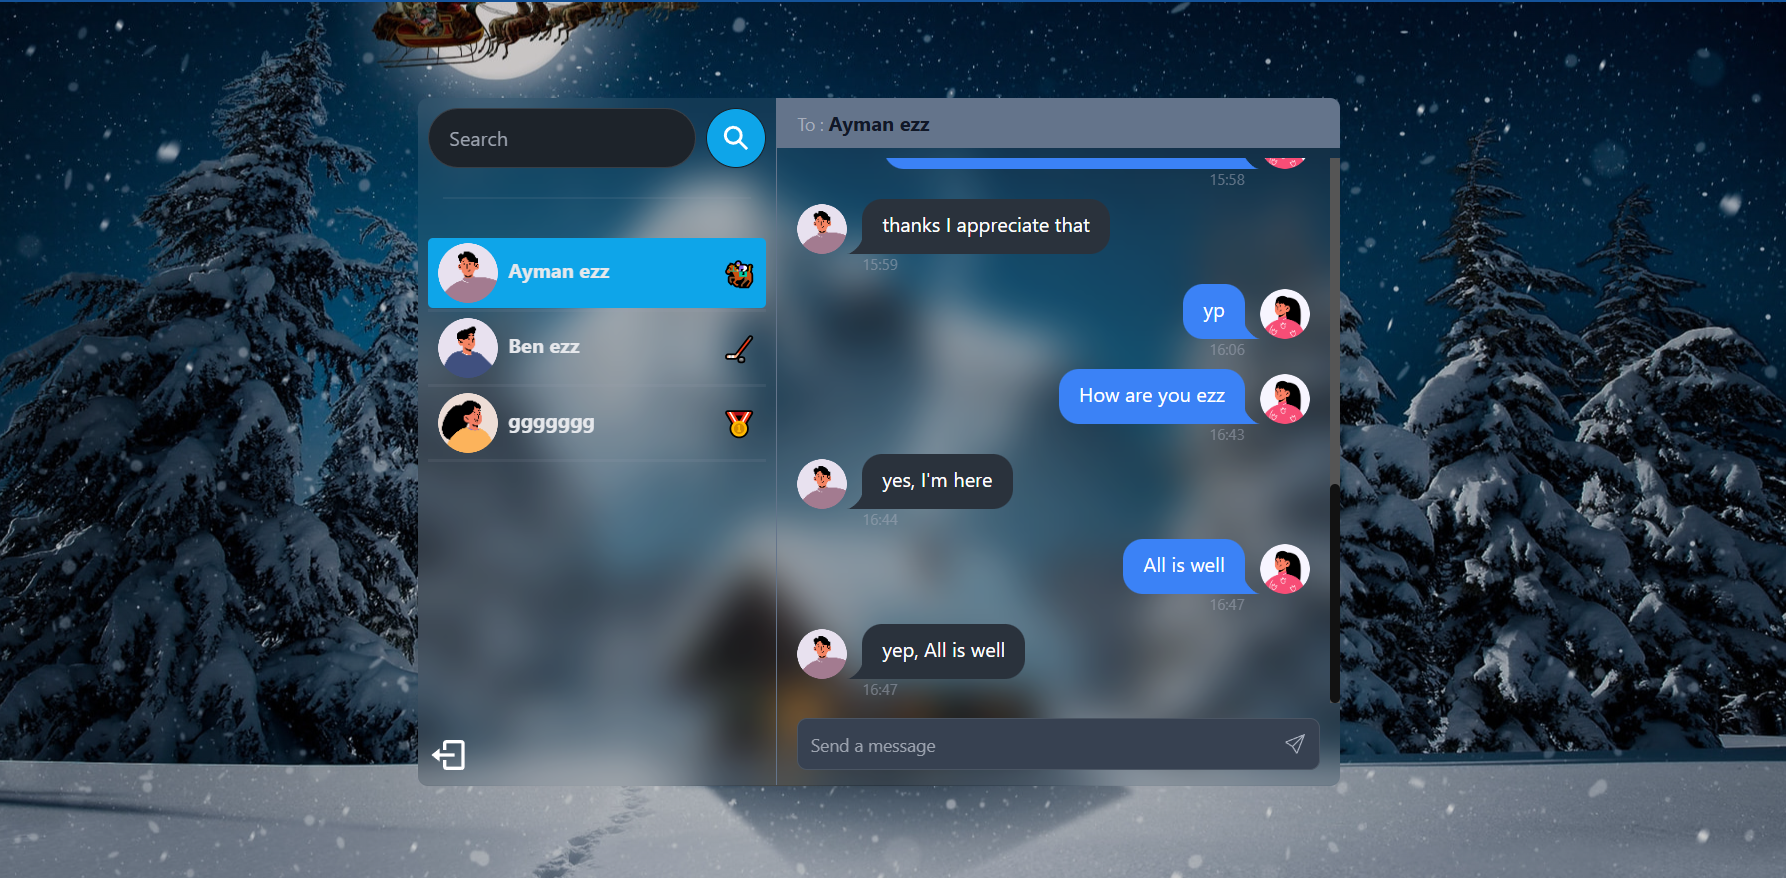 Search
Ayman ezz
Ben ezz
ggggggg
To : Ayman ezz
15:58
thanks I appreciate that
15:59
yp
16:06
How are you ezz
16:43
yes, I'm here
16:44
All is well
16:47
yep, All is well
16:47
Send a message